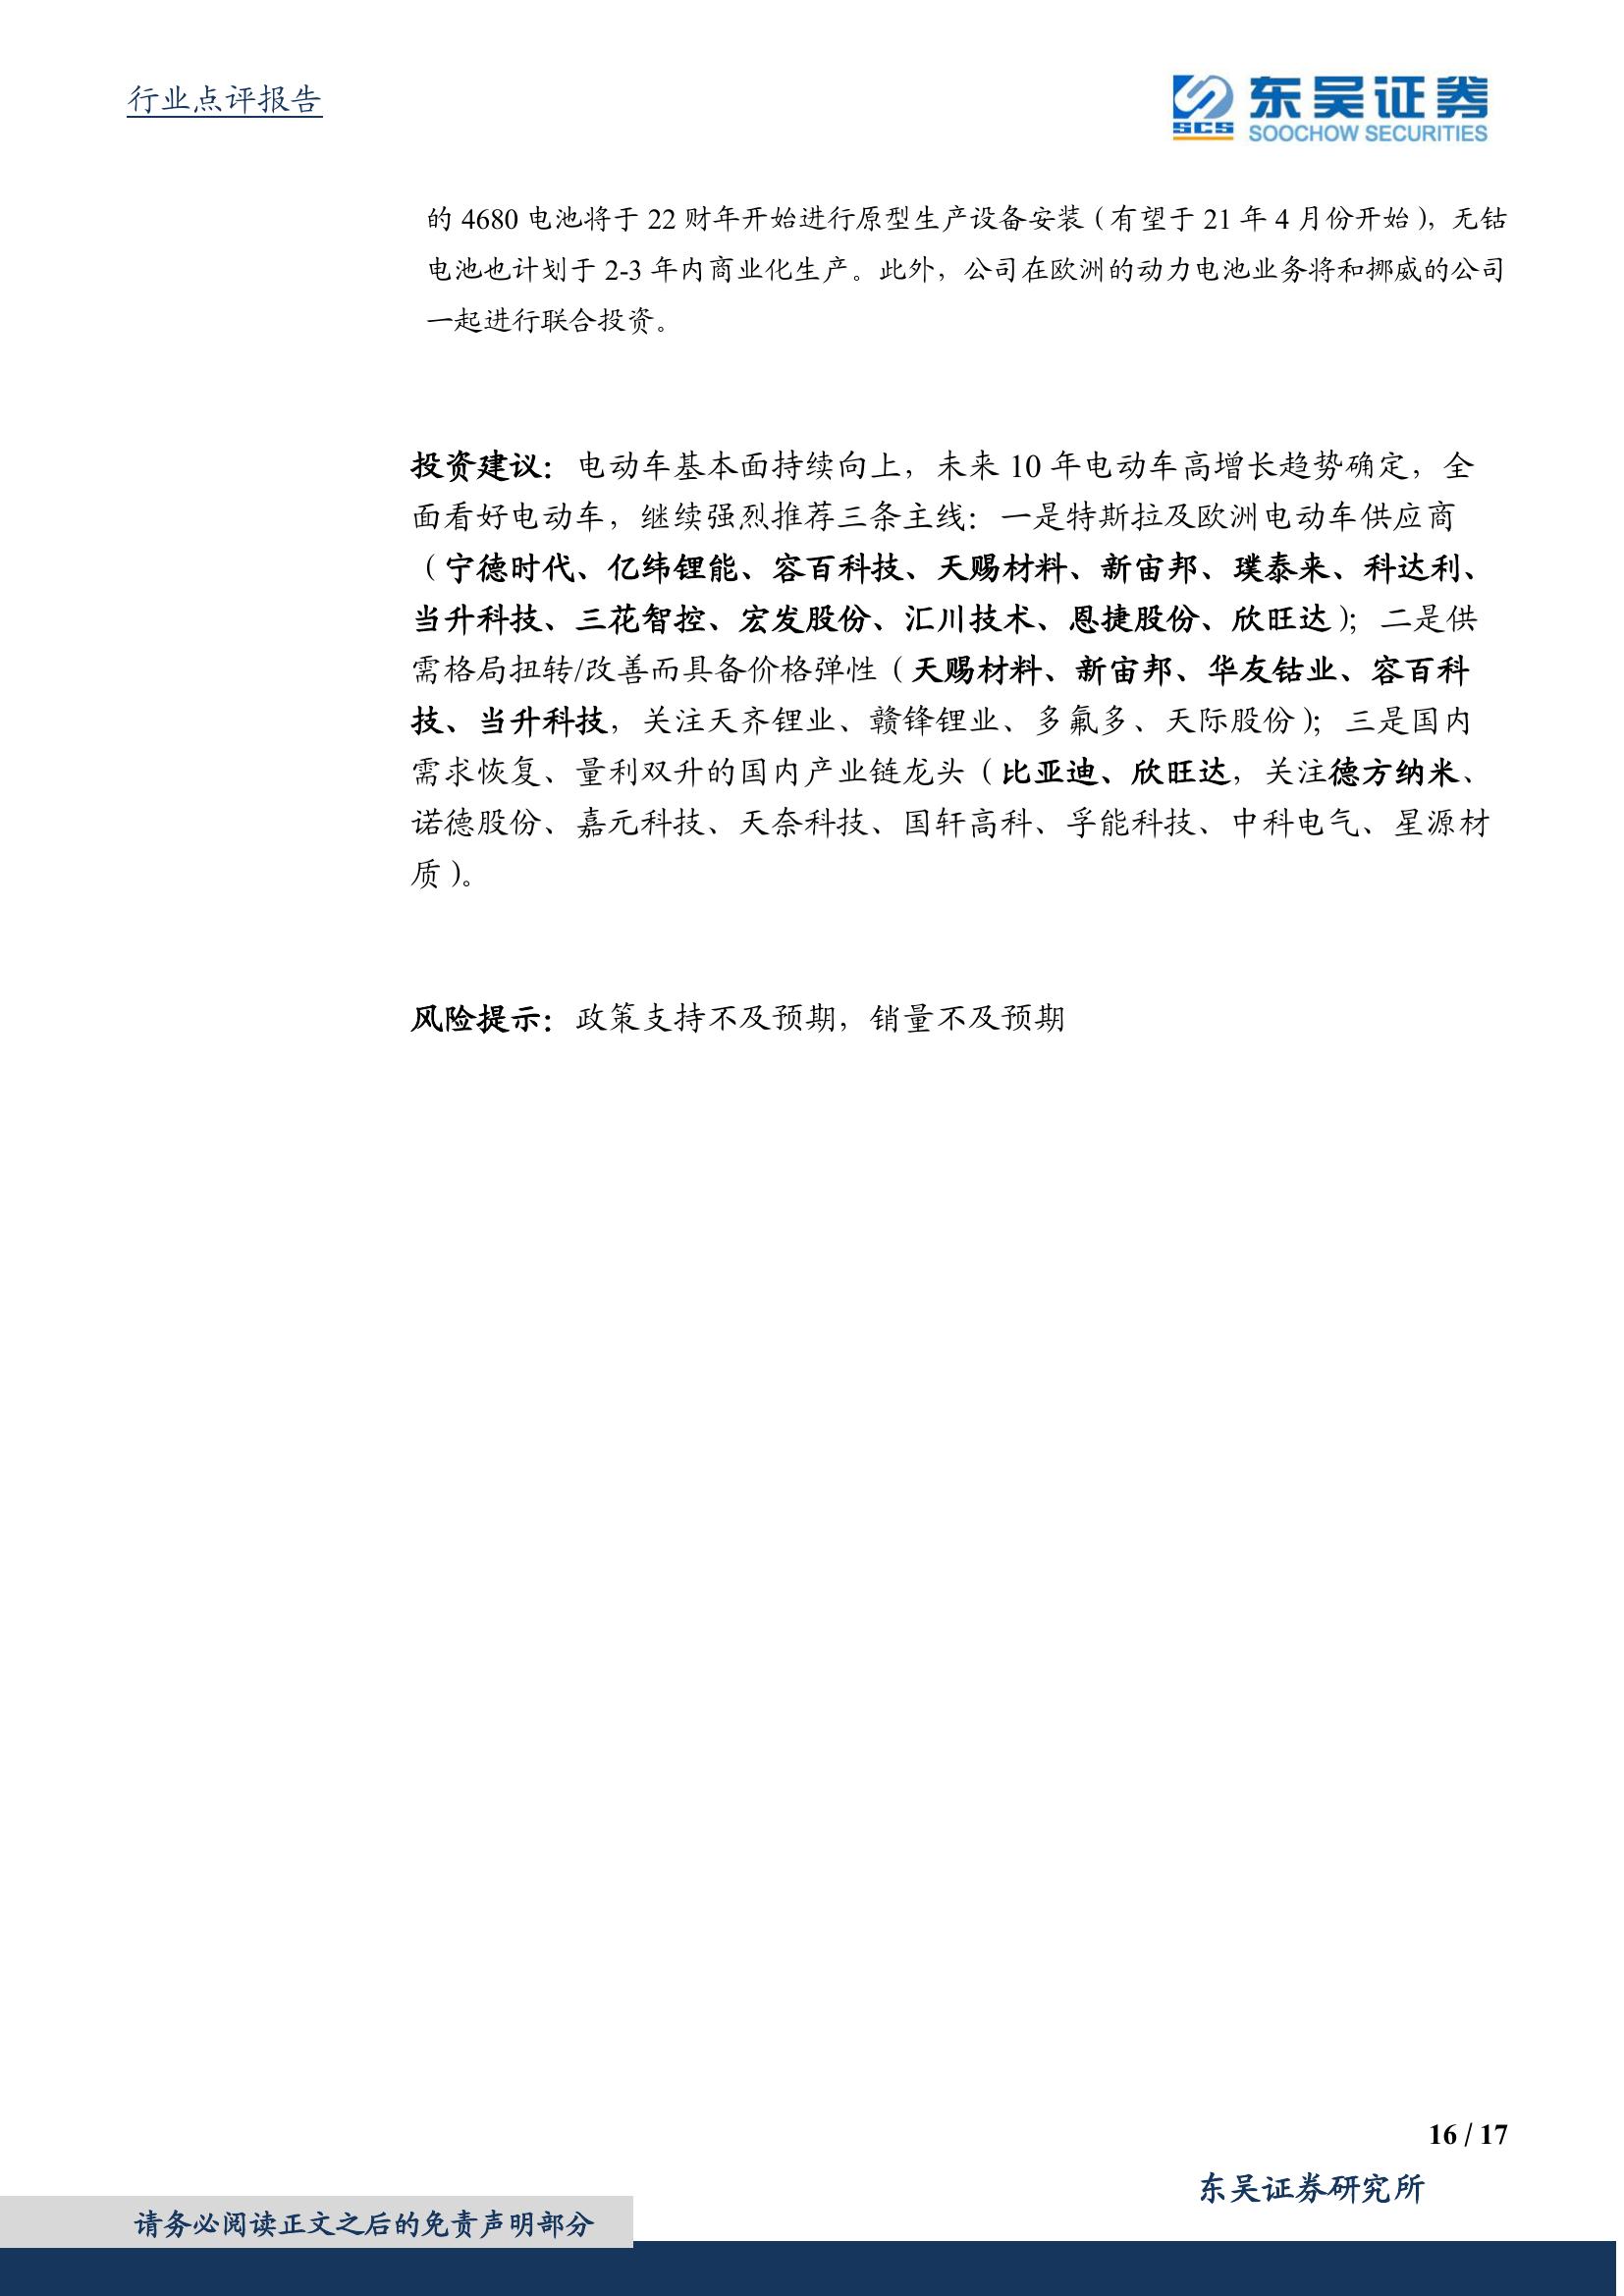 行业点评报告
SCS 东吴证券
SOOCHOW SECURITIES
的 4680 电池将于 22 财年开始进行原型生产设备安装（有望于 21 年 4 月份开始），无钴
电池也计划于 2-3 年内商业化生产。此外，公司在欧洲的动力电池业务将和挪威的公司
一起进行联合投资。
投资建议：电动车基本面持续向上，未来 10 年电动车高增长趋势确定，全
面看好电动车，继续强烈推荐三条主线：一是特斯拉及欧洲电动车供应商
（宁德时代、亿纬锂能、容百科技、天赐材料、新宙邦、璞泰来、科达利、
当升科技、三花智控、宏发股份、汇川技术、恩捷股份、欣旺达）；二是供
需格局扭转/改善而具备价格弹性（天赐材料、新宙邦、华友钴业、容百科
技、当升科技，关注天齐锂业、赣锋锂业、多氟多、天际股份）；三是国内
需求恢复、量利双升的国内产业链龙头（比亚迪、欣旺达，关注德方纳米、
诺德股份、嘉元科技、天奈科技、国轩高科、孚能科技、中科电气、星源材
质）。
风险提示：政策支持不及预期，销量不及预期
16 / 17
东吴证券研究所
请务必阅读正文之后的免责声明部分